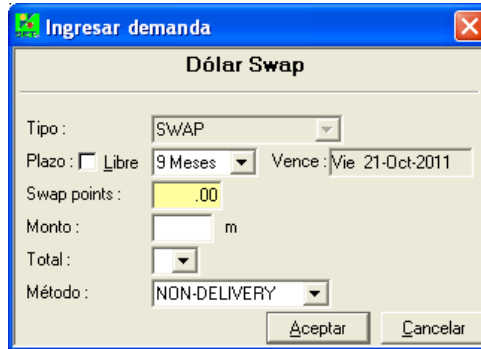 Ingresar demanda
Dólar Swap
Tipo : SWAP
Plazo : Libre 9 Meses Vence : Vie 21-Oct-2011
Swap points : .00
Monto : m
Total :
Método : NON-DELIVERY
Aceptar Cancelar